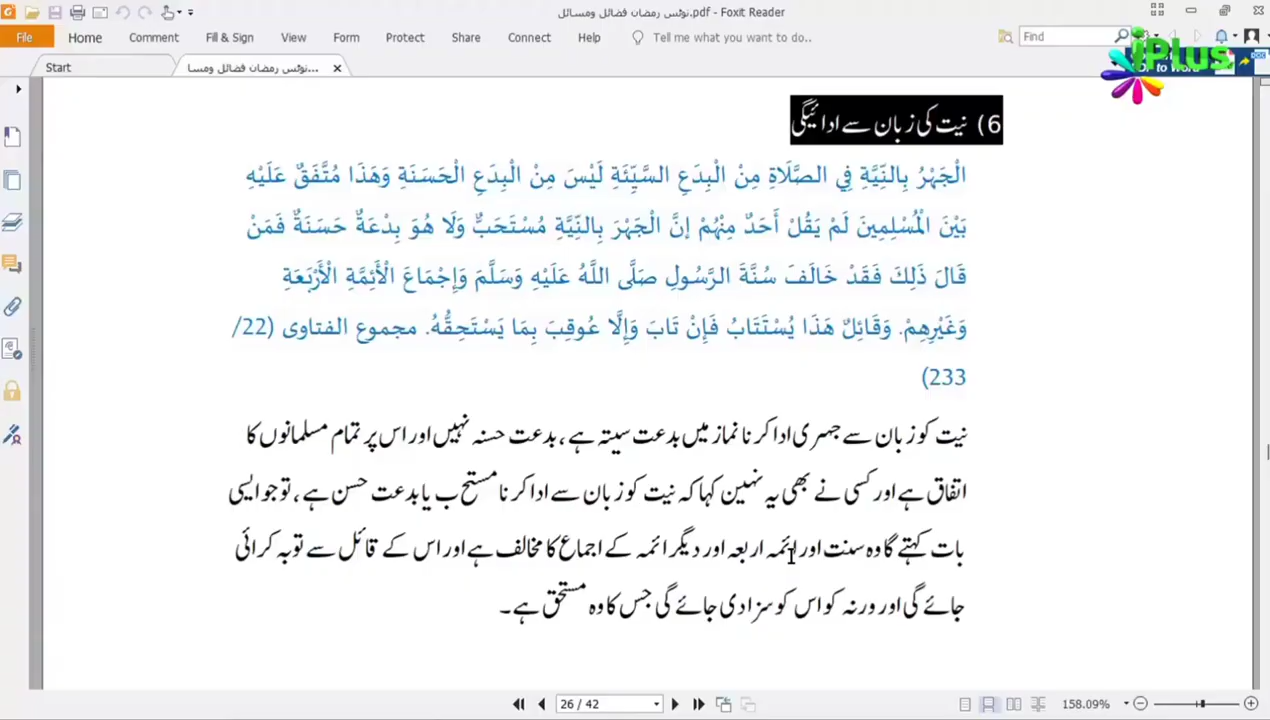 نوٹس رمضان فضائل ومسائل.pdf - Foxit Reader
File Home Comment Fill & Sign View Form Protect Share Connect Help Tell me what you want to do.. Find
iPlus
Start نوٹس رمضان فضائل ومسا...
6) نیت کی زبان سے ادائیگی
الْجَهْرُ بِالنِّيَّةِ فِي الصَّلَاةِ مِنْ الْبِدَعِ السَّيِّئَةِ لَيْسَ مِنْ الْبِدَعِ الْحَسَنَةِ وَهَذَا مُتَّفَقٌ عَلَيْهِ
بَيْنَ الْمُسْلِمِينَ لَمْ يَقُلْ أَحَدٌ مِنْهُمْ إنَّ الْجَهْرَ بِالنِّيَّةِ مُسْتَحَبٌّ وَلَا هُوَ بِدْعَةٌ حَسَنَةٌ فَمَنْ
قَالَ ذَلِكَ فَقَدْ خَالَفَ سُنَّةَ الرَّسُولِ صَلَّى اللَّهُ عَلَيْهِ وَسَلَّمَ وَإِجْمَاعَ الْأَئِمَّةِ الْأَرْبَعَةِ
وَغَيْرِهِمْ. وَقَائِلٌ هَذَا يُسْتَتَابُ فَإِنْ تَابَ وَإِلَّا عُوقِبَ بِمَا يَسْتَحِقُّهُ. مجموع الفتاوى (22/
233)
نیت کو زبان سے جہری ادا کرنا نماز میں بدعت سیئہ ہے ، بدعت حسنہ نہیں اور اس پر تمام مسلمانوں کا
اتفاق ہے اور کسی نے بھی یہ نہین کہا کہ نیت کو زبان سے ادا کرنا مستح ب یا بدعت حسن ہے ، تو جو ایسی
بات کہتے گا وہ سنت اور ائمہ اربعہ اور دیگر ائمہ کے اجماع کا مخالف ہے اور اس کے قائل سے توبہ کرائی
جائے گی اور ورنہ کو اس کو سزا دی جائے گی جس کا وہ مستحق ہے۔
26 / 42 158.09%